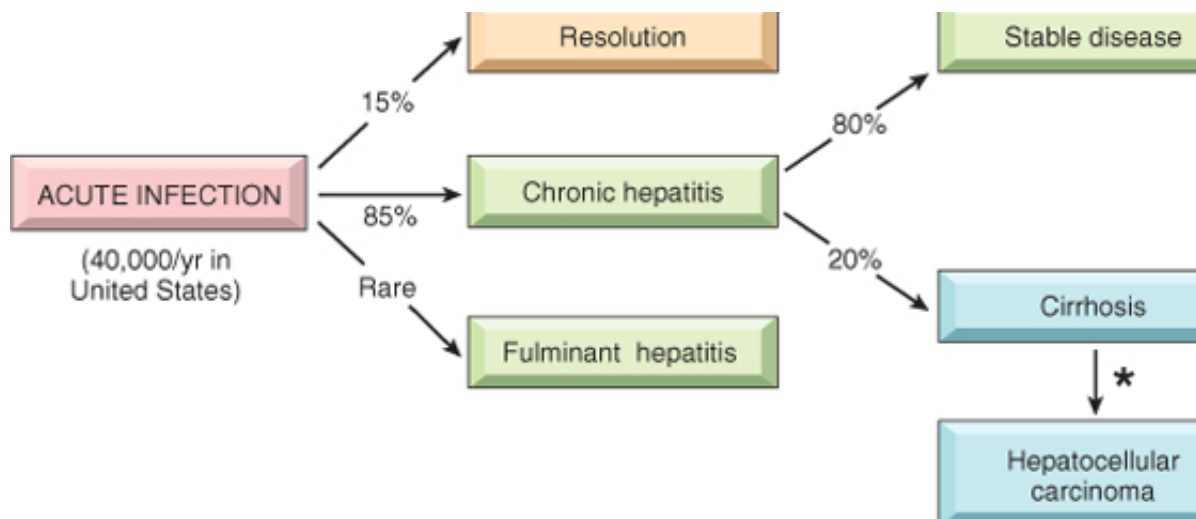 Resolution
Stable disease
15%
80%
ACUTE INFECTION
Chronic hepatitis
85%
(40,000/yr in
United States)
20%
Rare
Cirrhosis
Fulminant hepatitis
*
Hepatocellular
carcinoma